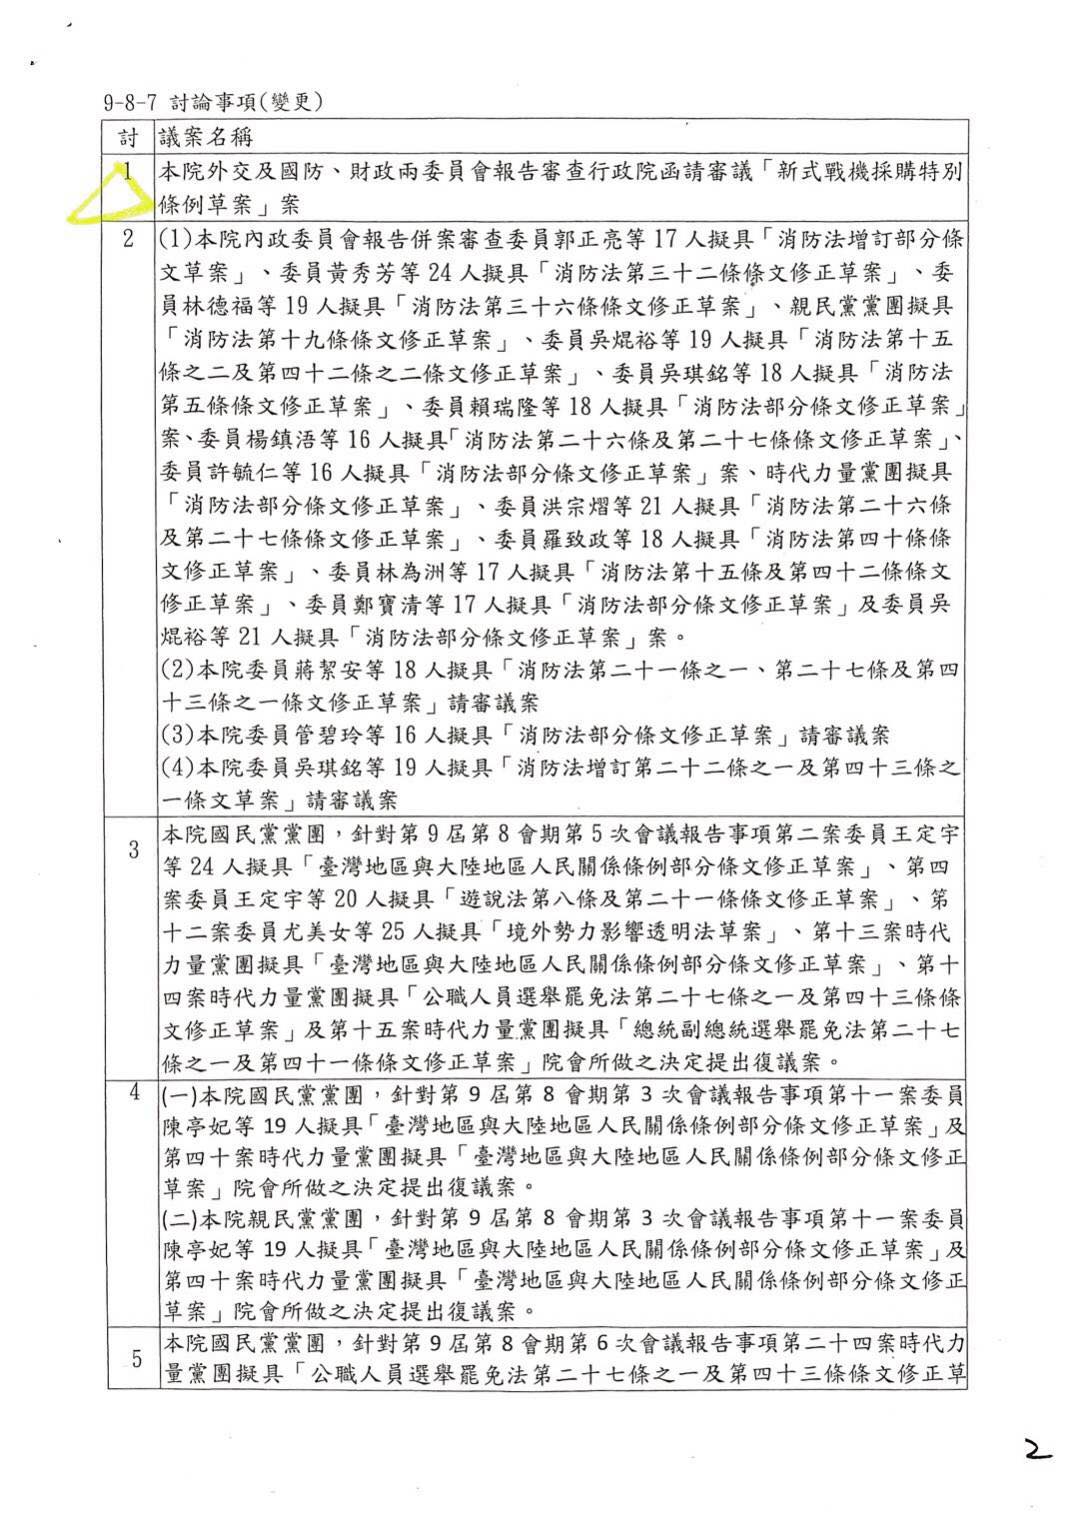 9-8-7 討論事項(變更)
討 議案名稱
1 本院外交及國防、財政兩委員會報告審查行政院函請審議「新式戰機採購特別
條例草案」案
2 (1)本院內政委員會報告併案審查委員郭正亮等 17 人擬具「消防法增訂部分條
文草案」、委員黃秀芳等 24 人擬具「消防法第三十二條條文修正草案」、委
員林德福等 19 人擬具「消防法第三十六條條文修正草案」、親民黨黨團擬具
「消防法第十九條條文修正草案」、委員吳焜裕等 19 人擬具「消防法第十五
條之二及第四十二條之二條文修正草案」、委員吳琪銘等 18 人擬具「消防法
第五條條文修正草案」、委員賴瑞隆等 18 人擬具「消防法部分條文修正草案」
案、委員楊鎮浯等 16 人擬具「消防法第二十六條及第二十七條條文修正草案」、
委員許毓仁等 16 人擬具「消防法部分條文修正草案」案、時代力量黨團擬具
「消防法部分條文修正草案」、委員洪宗熠等 21 人擬具「消防法第二十六條
及第二十七條條文修正草案」、委員羅致政等 18 人擬具「消防法第四十條條
文修正草案」、委員林為洲等 17 人擬具「消防法第十五條及第四十二條條文
修正草案」、委員鄭寶清等 17 人擬具「消防法部分條文修正草案」及委員吳
焜裕等 21 人擬具「消防法部分條文修正草案」案。
(2)本院委員蔣絜安等 18 人擬具「消防法第二十一條之一、第二十七條及第四
十三條之一條文修正草案」請審議案
(3)本院委員管碧玲等 16 人擬具「消防法部分條文修正草案」請審議案
(4)本院委員吳琪銘等 19 人擬具「消防法增訂第二十二條之一及第四十三條之
一條文草案」請審議案
3 本院國民黨黨團,針對第 9 屆第 8 會期第 5 次會議報告事項第二案委員王定宇
等 24 人擬具「臺灣地區與大陸地區人民關係條例部分條文修正草案」、第四
案委員王定宇等 20 人擬具「遊說法第八條及第二十一條條文修正草案」、第
十二案委員尤美女等 25 人擬具「境外勢力影響透明法草案」、第十三案時代
力量黨團擬具「臺灣地區與大陸地區人民關係條例部分條文修正草案」、第十
四案時代力量黨團擬具「公職人員選舉罷免法第二十七條之一及第四十三條條
文修正草案」及第十五案時代力量黨團擬具「總統副總統選舉罷免法第二十七
條之一及第四十一條條文修正草案」院會所做之決定提出復議案。
4 (一)本院國民黨黨團,針對第 9 屆第 8 會期第 3 次會議報告事項第十一案委員
陳亭妃等 19 人擬具「臺灣地區與大陸地區人民關係條例部分條文修正草案」及
第四十案時代力量黨團擬具「臺灣地區與大陸地區人民關係條例部分條文修正
草案」院會所做之決定提出復議案。
(二)本院親民黨黨團,針對第 9 屆第 8 會期第 3 次會議報告事項第十一案委員
陳亭妃等 19 人擬具「臺灣地區與大陸地區人民關係條例部分條文修正草案」及
第四十案時代力量黨團擬具「臺灣地區與大陸地區人民關係條例部分條文修正
草案」院會所做之決定提出復議案。
5 本院國民黨黨團,針對第 9 屆第 8 會期第 6 次會議報告事項第二十四案時代力
量黨團擬具「公職人員選舉罷免法第二十七條之一及第四十三條條文修正草
2